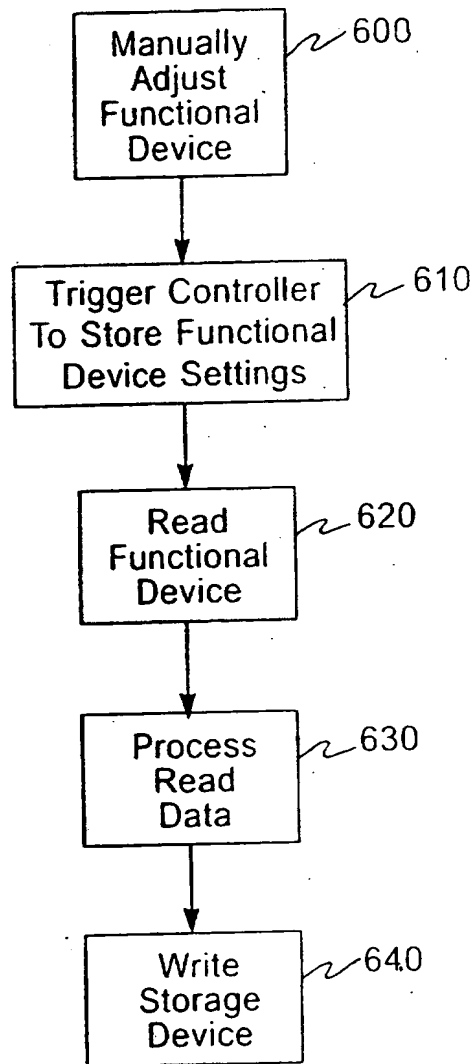 Manually
Adjust
Functional
Device
600
Trigger Controller
To Store Functional
Device Settings
610
Read
Functional
Device
620
Process
Read
Data
630
Write
Storage
Device
640